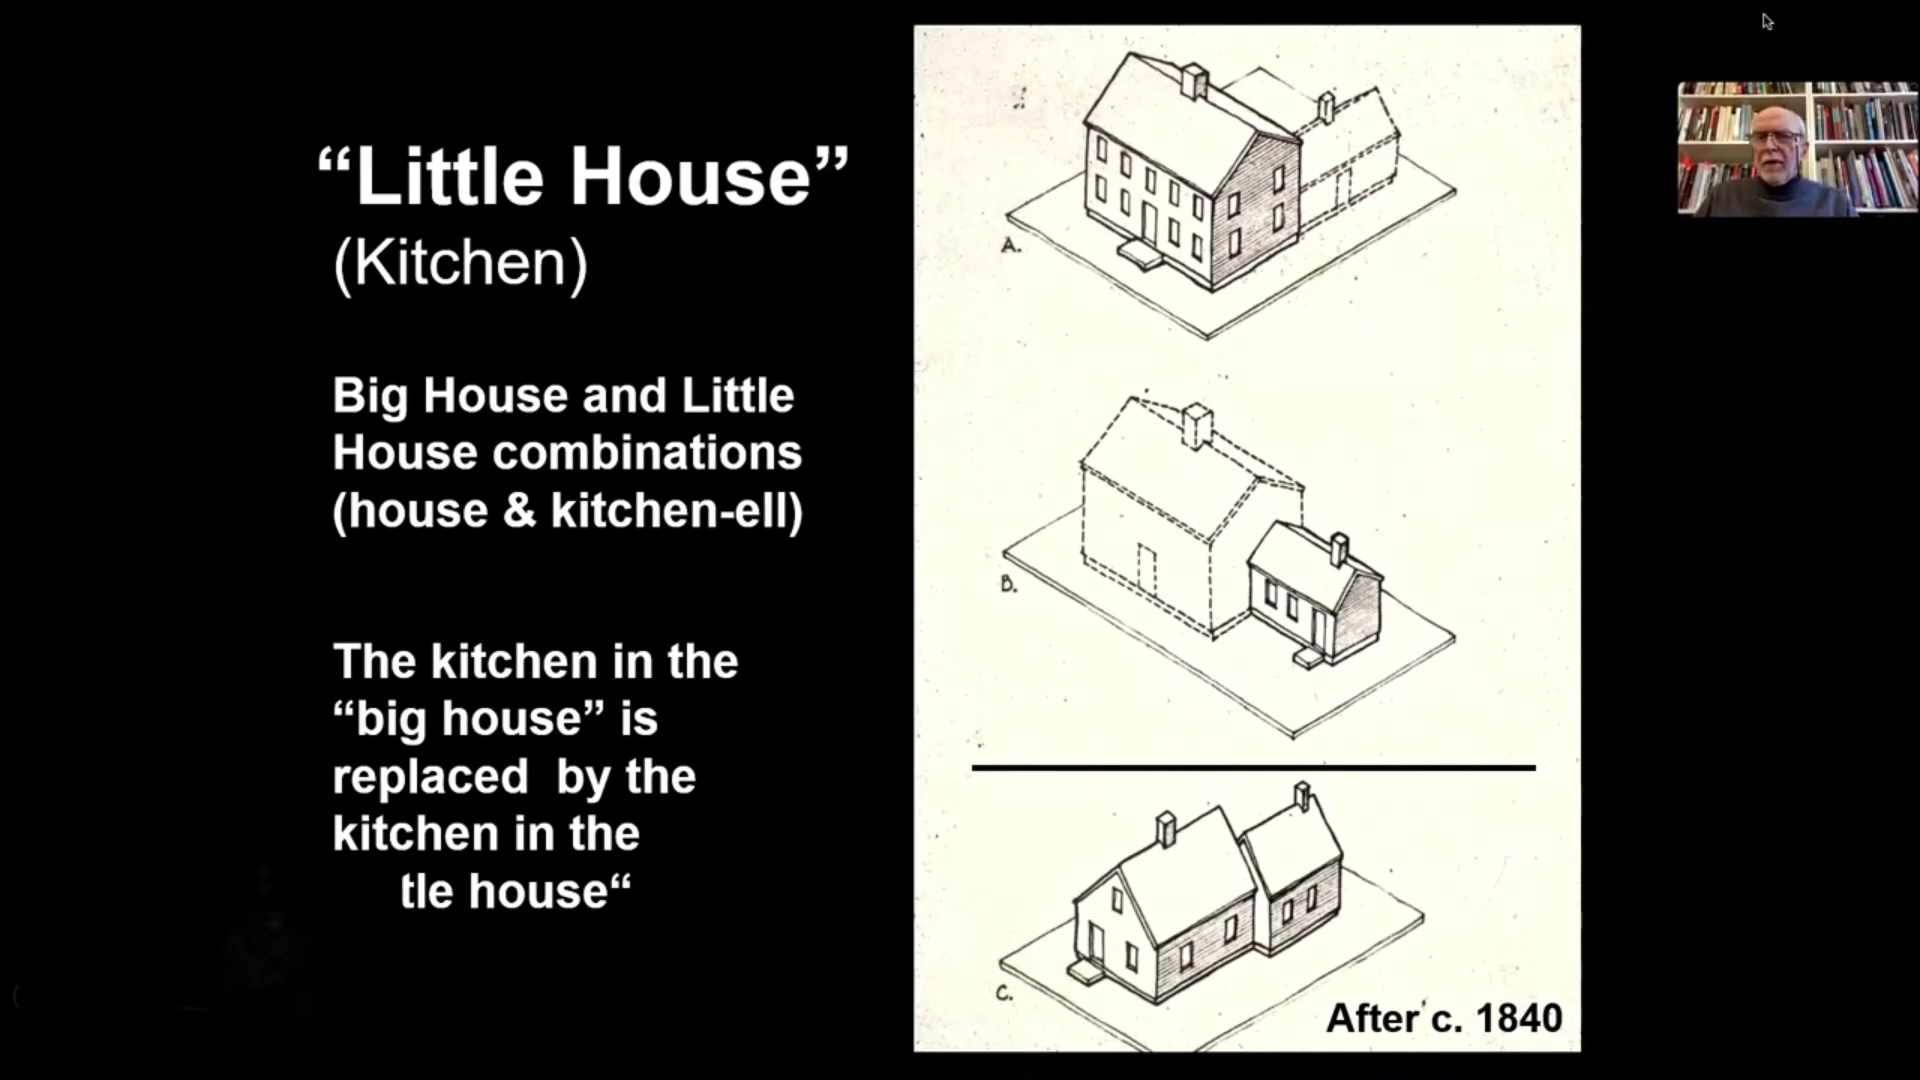 “Little House”
(Kitchen)
Big House and Little
House combinations
(house & kitchen-ell)
The kitchen in the
“big house” is
replaced by the
kitchen in the
tle house“
A.
B.
C.
After c. 1840